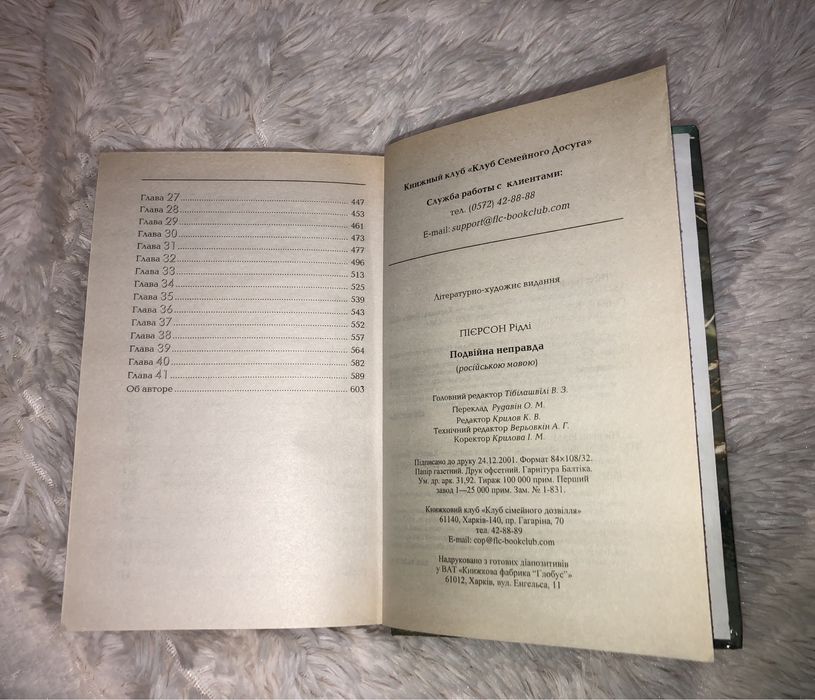 Глава 27 447
Глава 28 453
Глава 29 461
Глава 30 473
Глава 31 477
Глава 32 496
Глава 33 513
Глава 34 525
Глава 35 539
Глава 36 543
Глава 37 552
Глава 38 557
Глава 39 564
Глава 40 582
Глава 41 589
Об авторе 603
Книжный клуб «Клуб Семейного Досуга»
Служба работы с клиентами:
тел. (0572) 42-88-88
E-mail: support@flc-bookclub.com
Літературно-художнє видання
ПІЄРСОН Рідлі
Подвійна неправда
(російською мовою)
Головний редактор Тібілашвілі В. З.
Переклад Рудавін О. М.
Редактор Крилов К. В.
Технічний редактор Верьовкін А. Г.
Коректор Крилова І. М.
Підписано до друку 24.12.2001. Формат 84×108/32.
Папір газетний. Друк офсетний. Гарнітура Балтіка.
Ум. др. арк. 31,92. Тираж 100 000 прим. Перший
завод 1—25 000 прим. Зам. № 1-831.
Книжковий клуб «Клуб сімейного дозвілля»
61140, Харків-140, пр. Гагаріна, 70
тел. 42-88-89
E-mail: cop@flc-bookclub.com
Надруковано з готових діапозитивів
у ВАТ «Книжкова фабрика "Глобус"»
61012, Харків, вул. Енгельса, 11